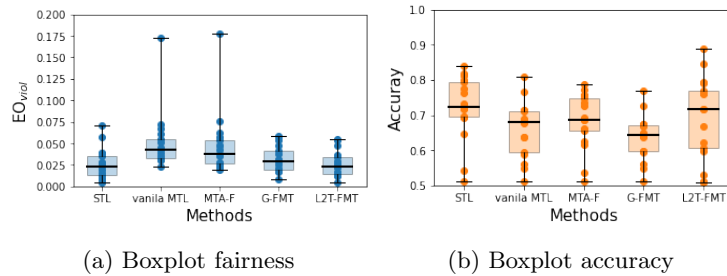 0.200
0.175
0.150
0.125
0.100
0.075
0.050
0.025
0.000
EO_viol
STL vanila MTL MTA-F G-FMT L2T-FMT
Methods
(a) Boxplot fairness
1.0
0.9
0.8
0.7
0.6
0.5
Accuray
STL vanila MTL MTA-F G-FMT L2T-FMT
Methods
(b) Boxplot accuracy